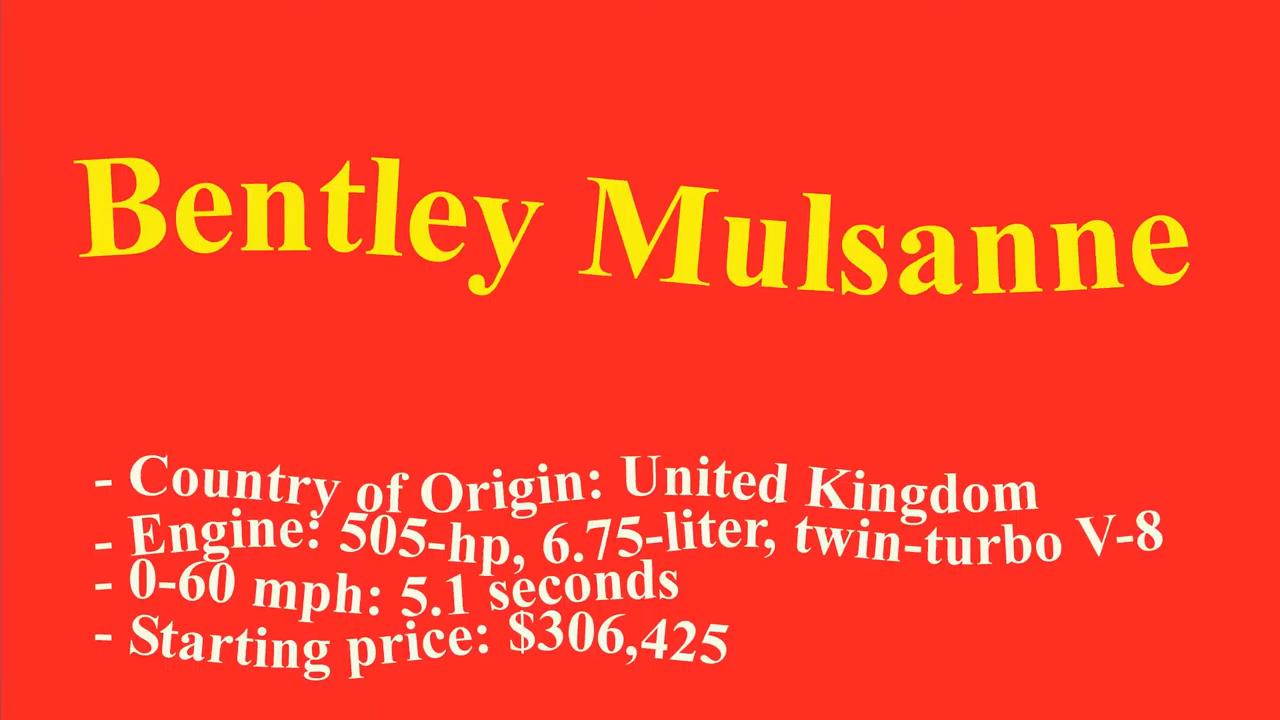 Bentley Mulsanne
- Country of Origin: United Kingdom
- Engine: 505-hp, 6.75-liter, twin-turbo V-8
- 0-60 mph: 5.1 seconds
- Starting price: $306,425